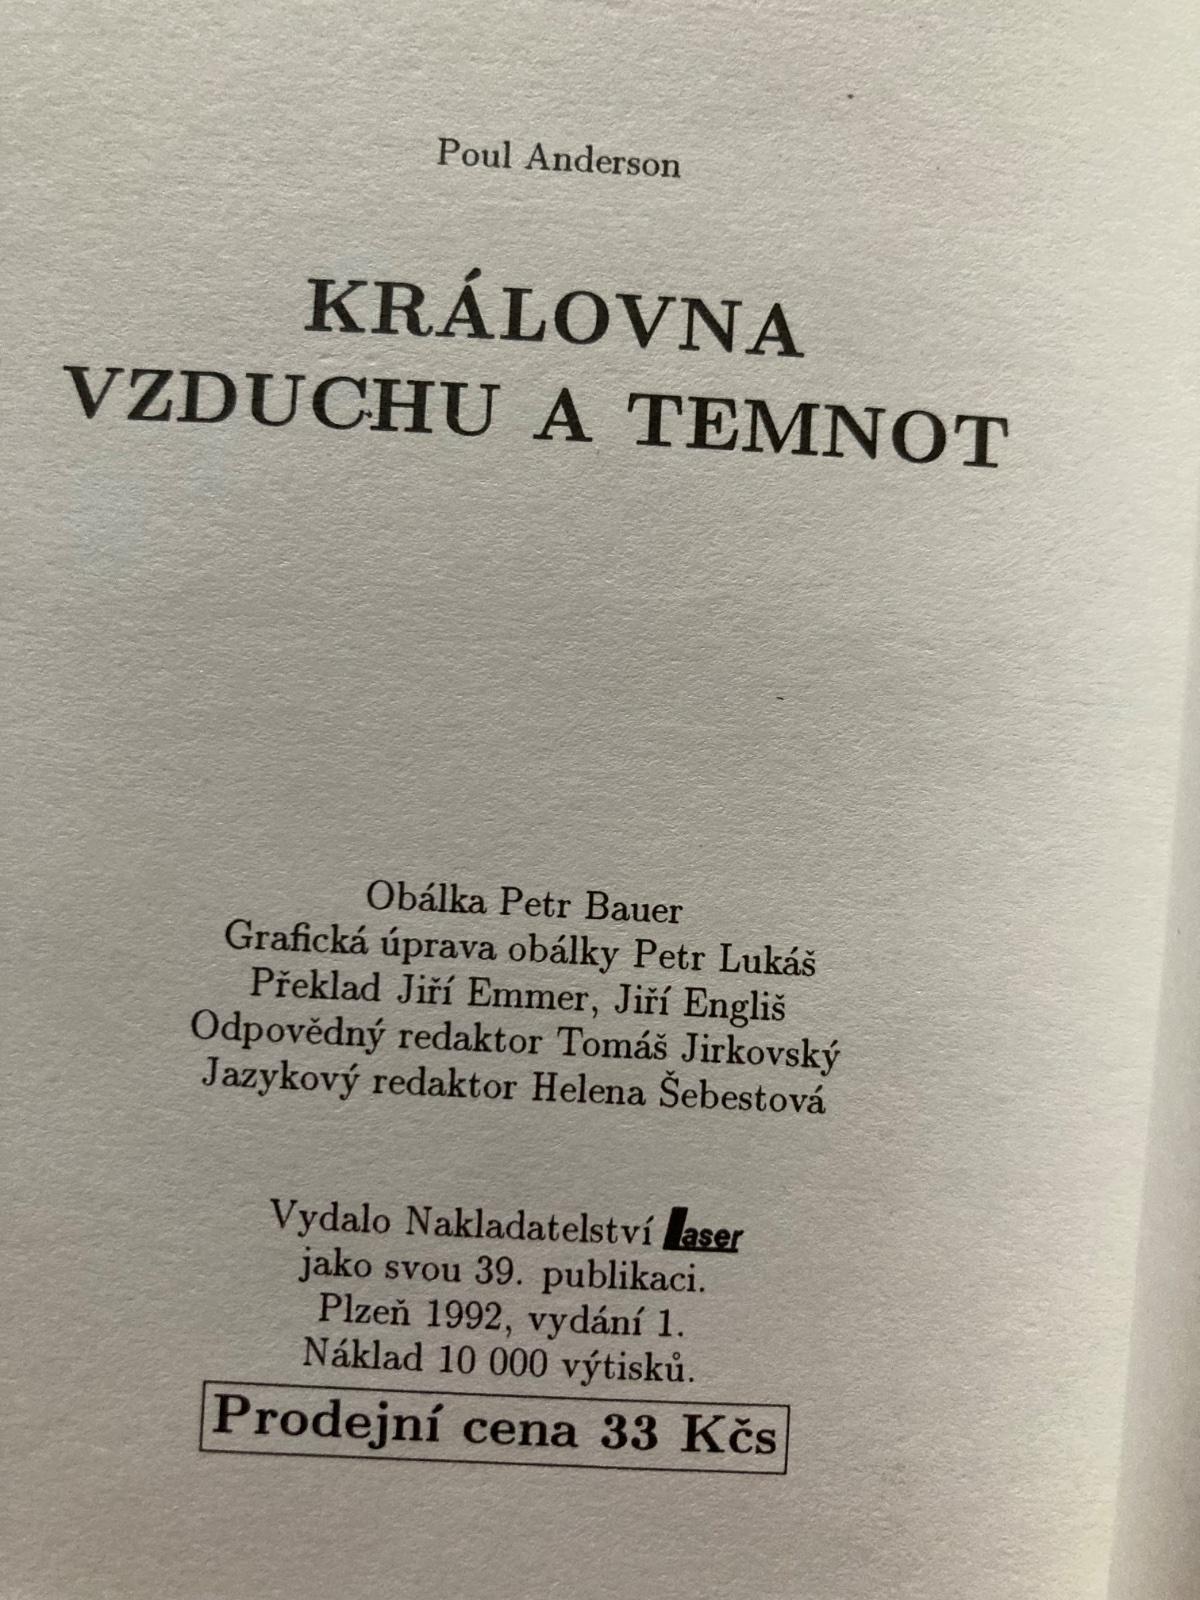 Poul Anderson
KRÁLOVNA
VZDUCHU A TEMNOT
Obálka Petr Bauer
Grafická úprava obálky Petr Lukáš
Překlad Jiří Emmer, Jiří Engliš
Odpovědný redaktor Tomáš Jirkovský
Jazykový redaktor Helena Šebestová
Vydalo Nakladatelství laser
jako svou 39. publikaci.
Plzeň 1992, vydání 1.
Náklad 10 000 výtisků.
Prodejní cena 33 Kčs